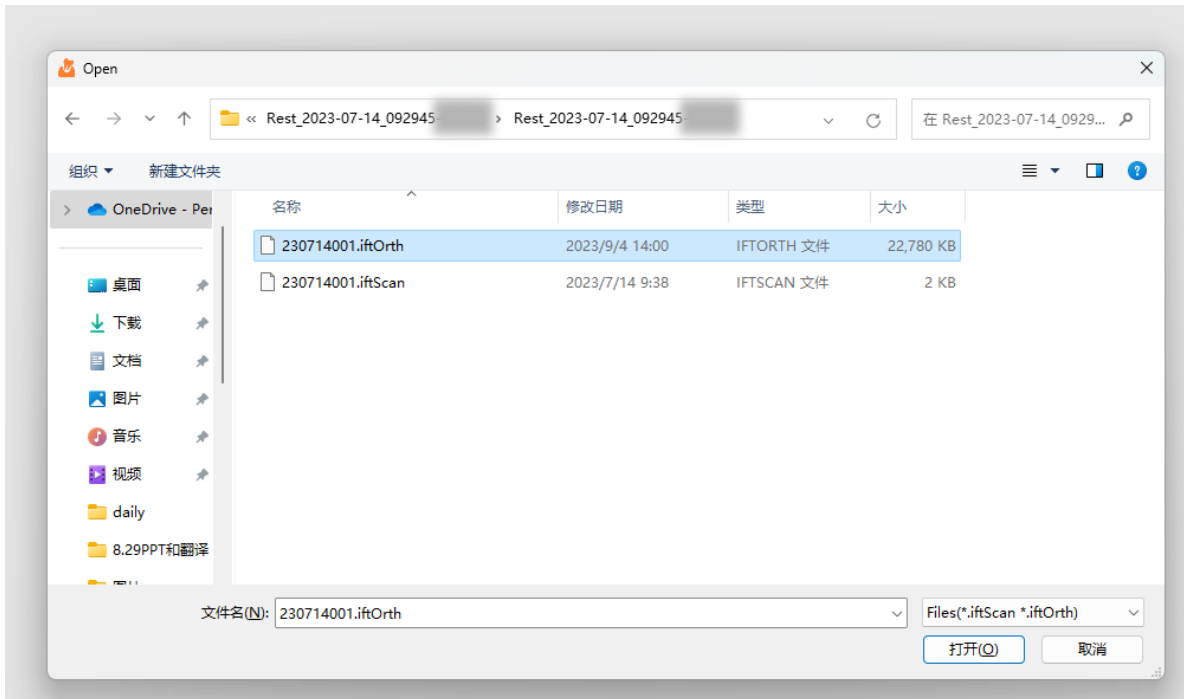 Open
« Rest_2023-07-14_092945- › Rest_2023-07-14_092945-
在 Rest_2023-07-14_0929...
组织 新建文件夹
OneDrive - Per
名称 修改日期 类型 大小
230714001.iftOrth 2023/9/4 14:00 IFTORTH 文件 22,780 KB
230714001.iftScan 2023/7/14 9:38 IFTSCAN 文件 2 KB
桌面
下载
文档
图片
音乐
视频
daily
8.29PPT和翻译
文件名(N): 230714001.iftOrth Files(*.iftScan *.iftOrth)
打开(O) 取消